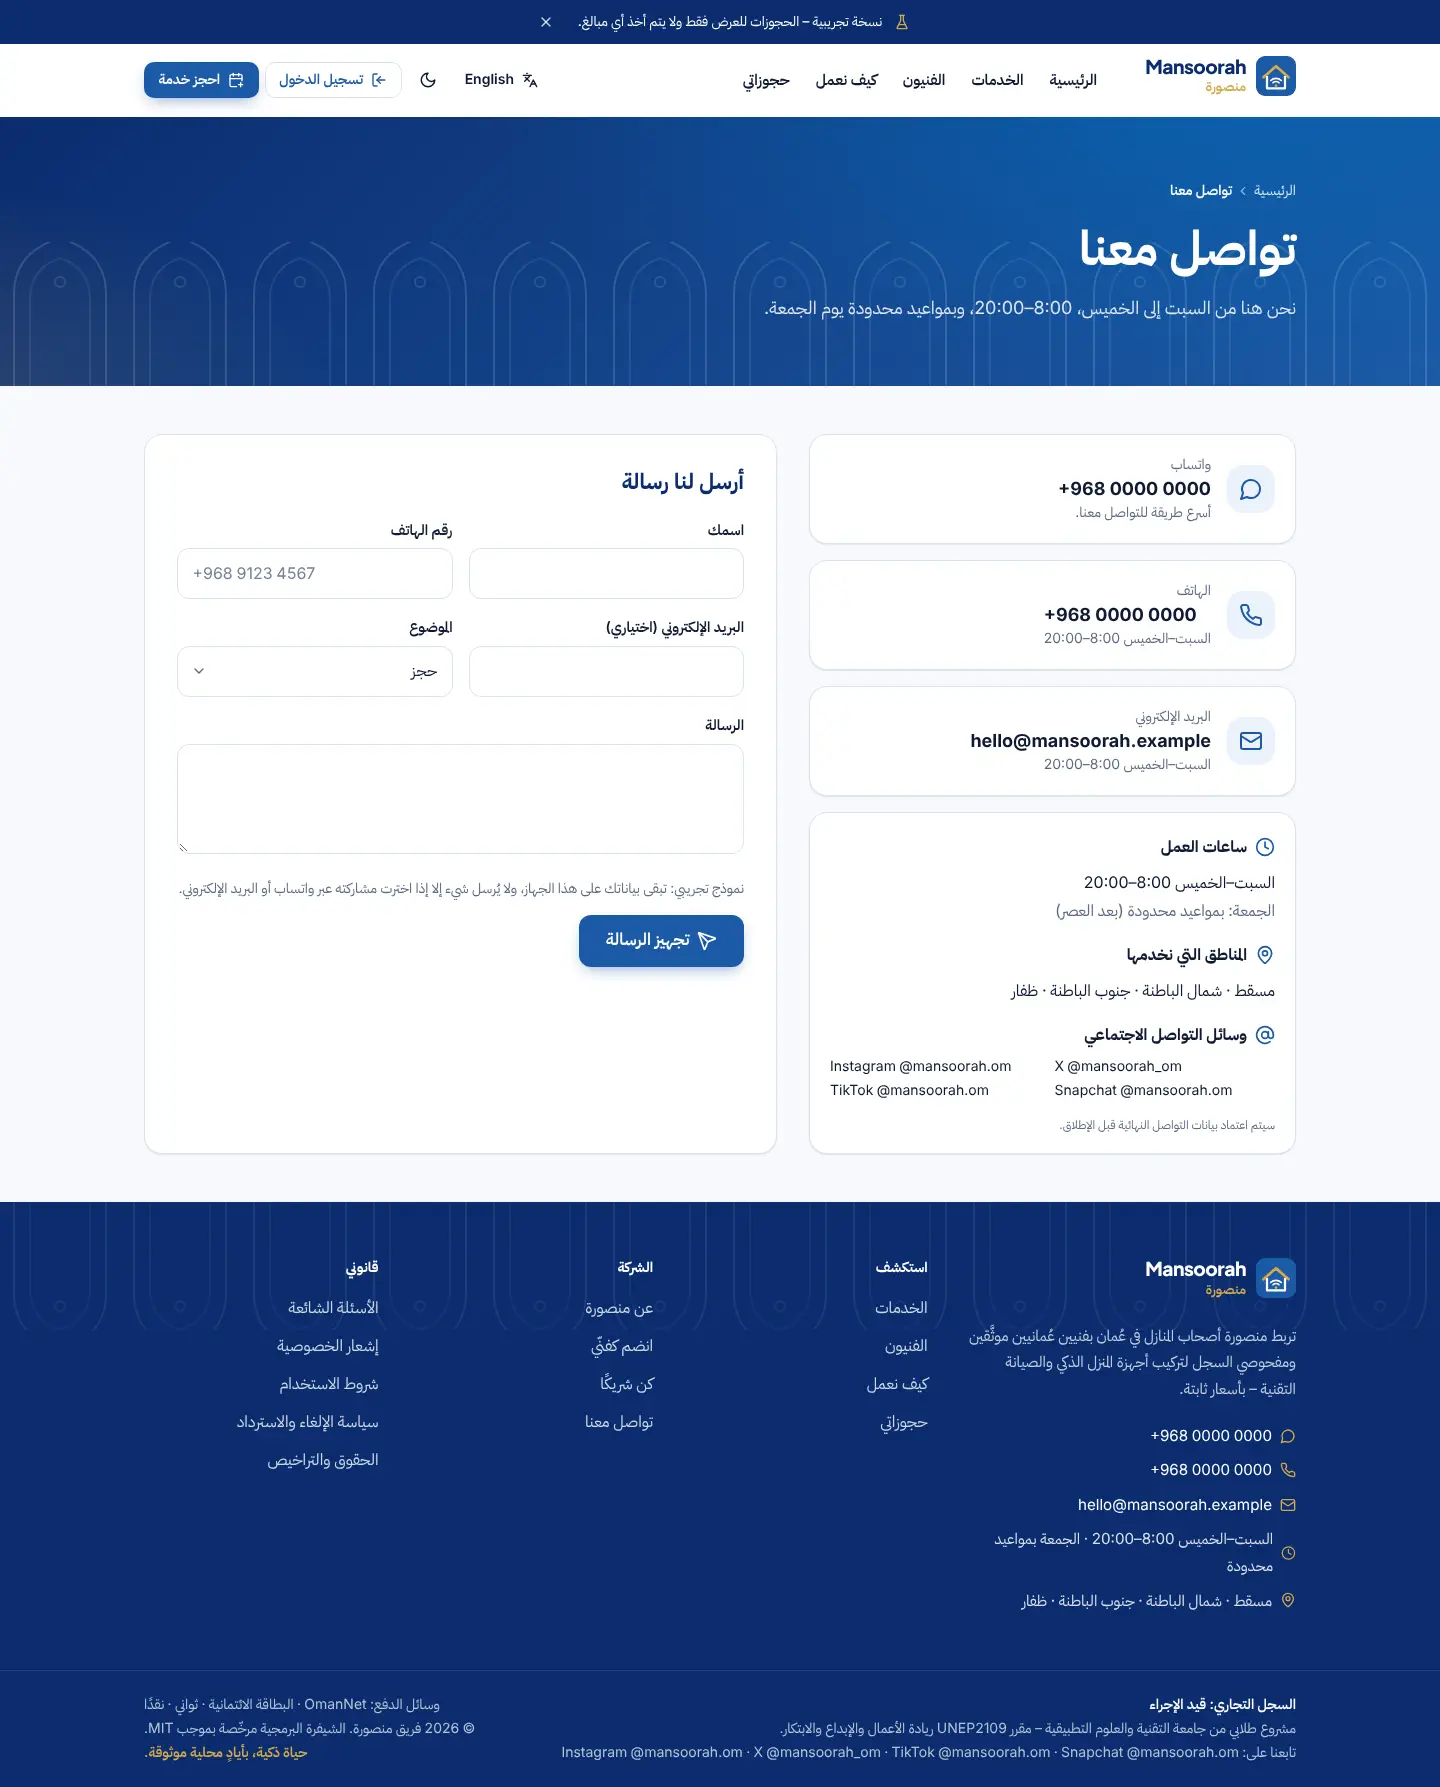 نسخة تجريبية – الحجوزات للعرض فقط ولا يتم أخذ أي مبالغ.
Mansoorah
منصورة
الرئيسية
الخدمات
الفنيون
كيف نعمل
حجوزاتي
English
تسجيل الدخول
احجز خدمة
الرئيسية
تواصل معنا
تواصل معنا
نحن هنا من السبت إلى الخميس، 8:00–20:00، وبمواعيد محدودة يوم الجمعة.
واتساب
+968 0000 0000
أسرع طريقة للتواصل معنا.
الهاتف
+968 0000 0000
السبت–الخميس 8:00–20:00
البريد الإلكتروني
hello@mansoorah.example
السبت–الخميس 8:00–20:00
ساعات العمل
السبت–الخميس 8:00–20:00
الجمعة: بمواعيد محدودة (بعد العصر)
المناطق التي نخدمها
مسقط · شمال الباطنة · جنوب الباطنة · ظفار
وسائل التواصل الاجتماعي
Instagram @mansoorah.om
X @mansoorah_om
TikTok @mansoorah.om
Snapchat @mansoorah.om
سيتم اعتماد بيانات التواصل النهائية قبل الإطلاق.
أرسل لنا رسالة
اسمك
رقم الهاتف
+968 9123 4567
البريد الإلكتروني (اختياري)
الموضوع
حجز
الرسالة
نموذج تجريبي: تبقى بياناتك على هذا الجهاز، ولا يُرسل شيء إلا إذا اخترت مشاركته عبر واتساب أو البريد الإلكتروني.
تجهيز الرسالة
Mansoorah
منصورة
تربط منصورة أصحاب المنازل في عُمان بفنيين عُمانيين موثَّقين
ومفحوصي السجل لتركيب أجهزة المنزل الذكي والصيانة
التقنية – بأسعار ثابتة.
+968 0000 0000
+968 0000 0000
hello@mansoorah.example
السبت–الخميس 8:00–20:00 · الجمعة بمواعيد
محدودة
مسقط · شمال الباطنة · جنوب الباطنة · ظفار
استكشف
الخدمات
الفنيون
كيف نعمل
حجوزاتي
الشركة
عن منصورة
انضم كفنّي
كن شريكًا
تواصل معنا
قانوني
الأسئلة الشائعة
إشعار الخصوصية
شروط الاستخدام
سياسة الإلغاء والاسترداد
الحقوق والتراخيص
السجل التجاري: قيد الإجراء
مشروع طلابي من جامعة التقنية والعلوم التطبيقية – مقرر UNEP2109 ريادة الأعمال والإبداع والابتكار.
تابعنا على: Instagram @mansoorah.om · X @mansoorah_om · TikTok @mansoorah.om · Snapchat @mansoorah.om
وسائل الدفع: OmanNet · البطاقة الائتمانية · ثواني · نقدًا
© 2026 فريق منصورة. الشيفرة البرمجية مرخّصة بموجب MIT.
حياة ذكية، بأيادٍ محلية موثوقة.